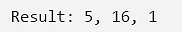 Result: 5, 16, 1